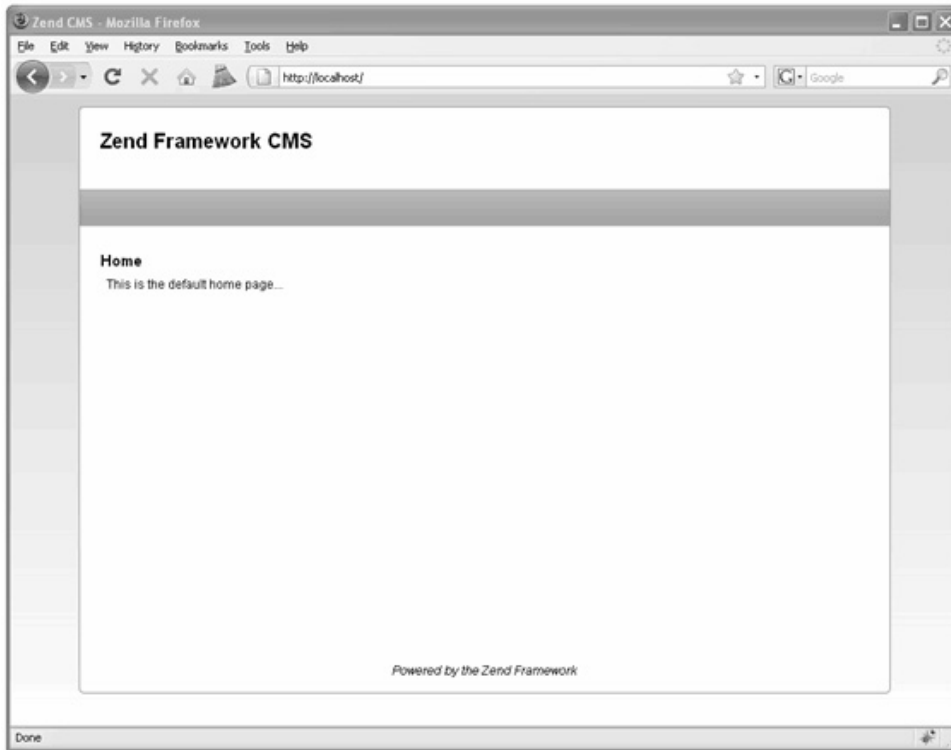 Zend CMS - Mozilla Firefox
File Edit View History Bookmarks Tools Help
http://localhost/
G Google
Zend Framework CMS
Home
This is the default home page...
Powered by the Zend Framework
Done